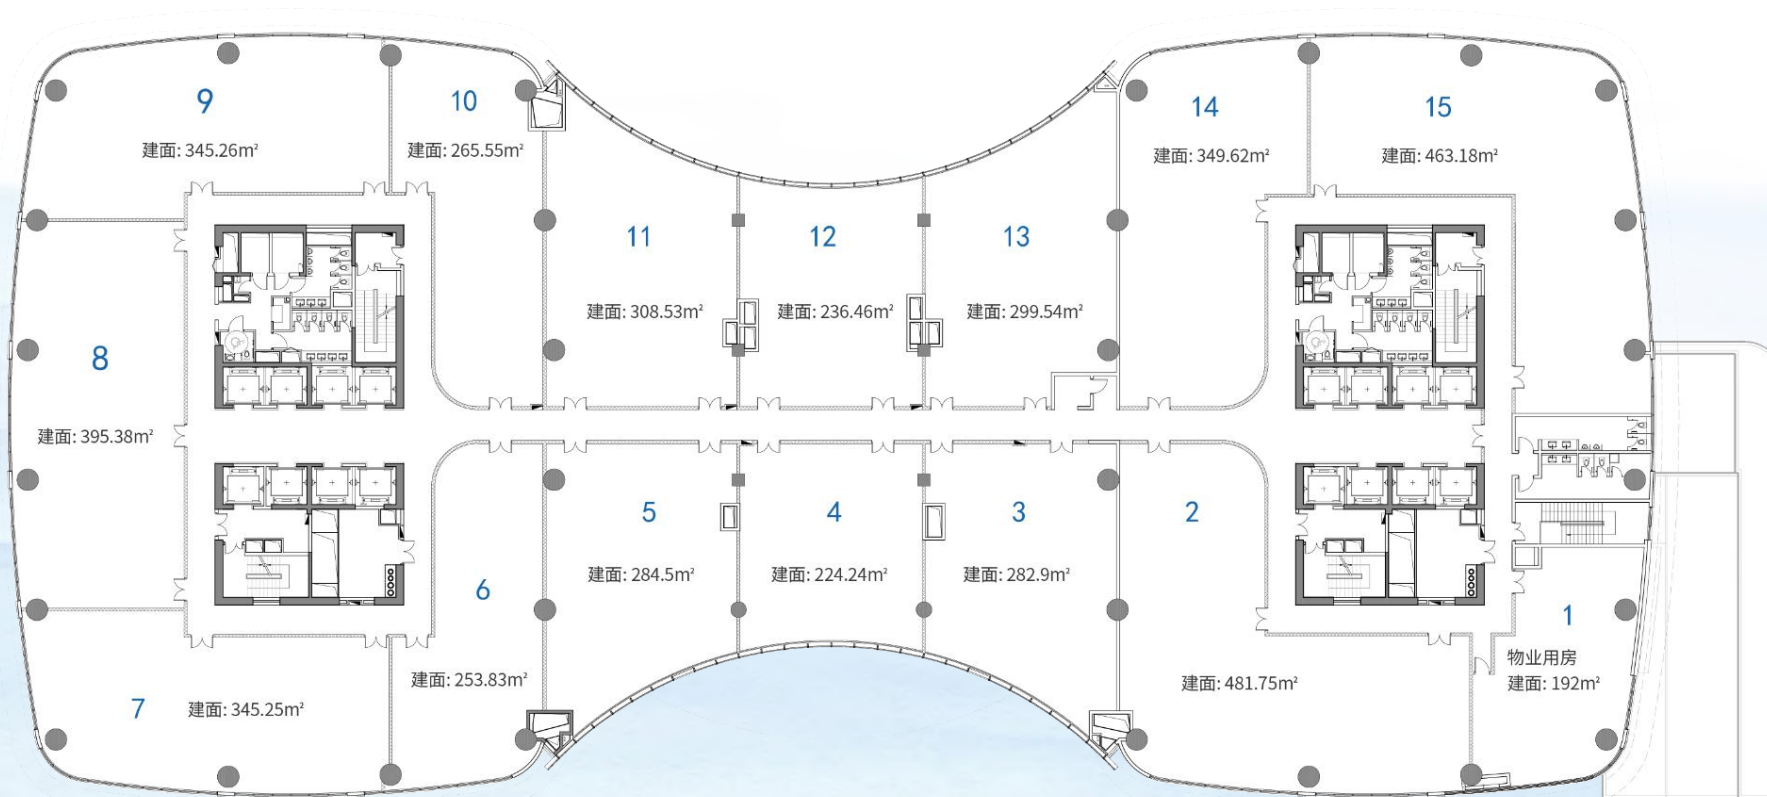 9
建面: 345.26m²
10
建面: 265.55m²
14
建面: 349.62m²
15
建面: 463.18m²
11
建面: 308.53m²
12
建面: 236.46m²
13
建面: 299.54m²
8
建面: 395.38m²
5
建面: 284.5m²
4
建面: 224.24m²
3
建面: 282.9m²
2
建面: 481.75m²
6
建面: 253.83m²
7
建面: 345.25m²
1
物业用房
建面: 192m²